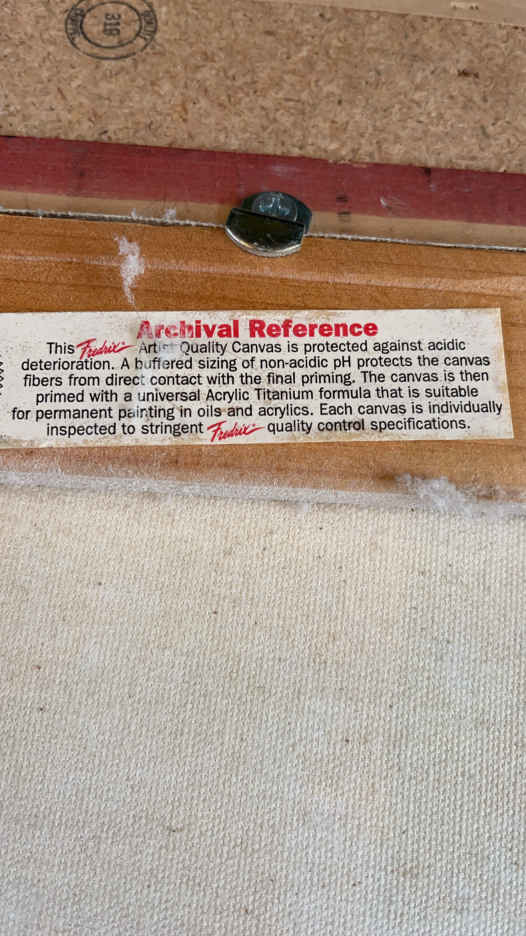 316
Archival Reference
This Fredrix Artist Quality Canvas is protected against acidic
deterioration. A buffered sizing of non-acidic pH protects the canvas
fibers from direct contact with the final priming. The canvas is then
primed with a universal Acrylic Titanium formula that is suitable
for permanent painting in oils and acrylics. Each canvas is individually
inspected to stringent Fredrix quality control specifications.